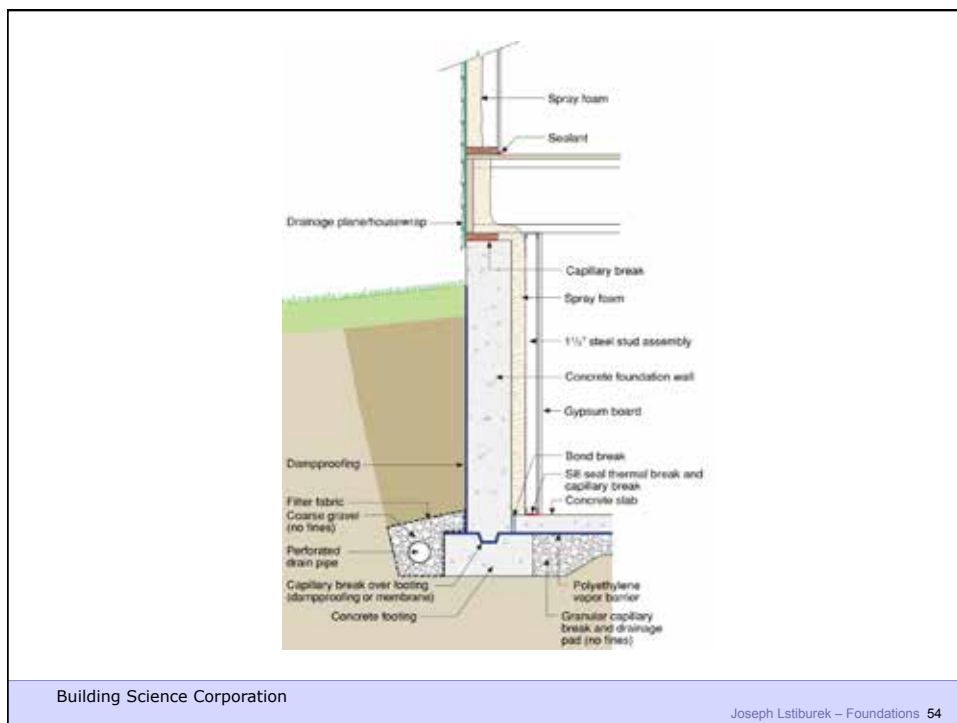 Spray foam
Sealant
Drainage plane/housewrap
Capillary break
Spray foam
1½" steel stud assembly
Concrete foundation wall
Gypsum board
Bond break
Dampproofing
Sill seal thermal break and
capillary break
Concrete slab
Filter fabric
Coarse gravel
(no fines)
Perforated
drain pipe
Capillary break over footing
(dampproofing or membrane)
Polyethylene
vapor barrier
Concrete footing
Granular capillary
break and drainage
pad (no fines)
Building Science Corporation
Joseph Lstiburek – Foundations 54